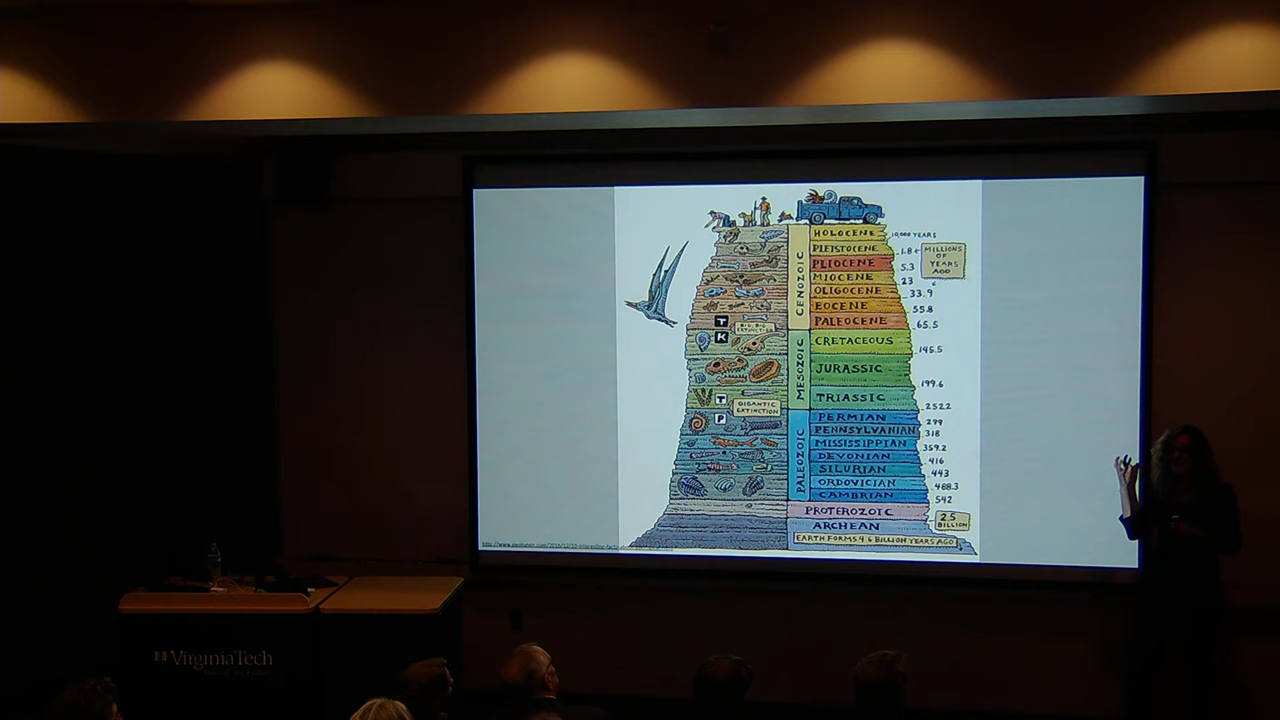 HOLOCENE 10,000 YEARS
PLEISTOCENE 1.8
MILLIONS
OF
YEARS
AGO
PLIOCENE 5.3
MIOCENE 23
OLIGOCENE 33.9
EOCENE 55.8
PALEOCENE 65.5
CENOZOIC
T
BIG, BIG
EXTINCTION
K
CRETACEOUS 145.5
JURASSIC 199.6
TRIASSIC 252.2
MESOZOIC
T
GIGANTIC
EXTINCTION
P
PERMIAN 299
PENNSYLVANIAN 318
MISSISSIPPIAN 359.2
DEVONIAN 416
SILURIAN 443
ORDOVICIAN 488.3
CAMBRIAN 542
PALEOZOIC
PROTEROZOIC
2.5
BILLION
ARCHEAN
EARTH FORMS 4.6 BILLION YEARS AGO
VirginiaTech